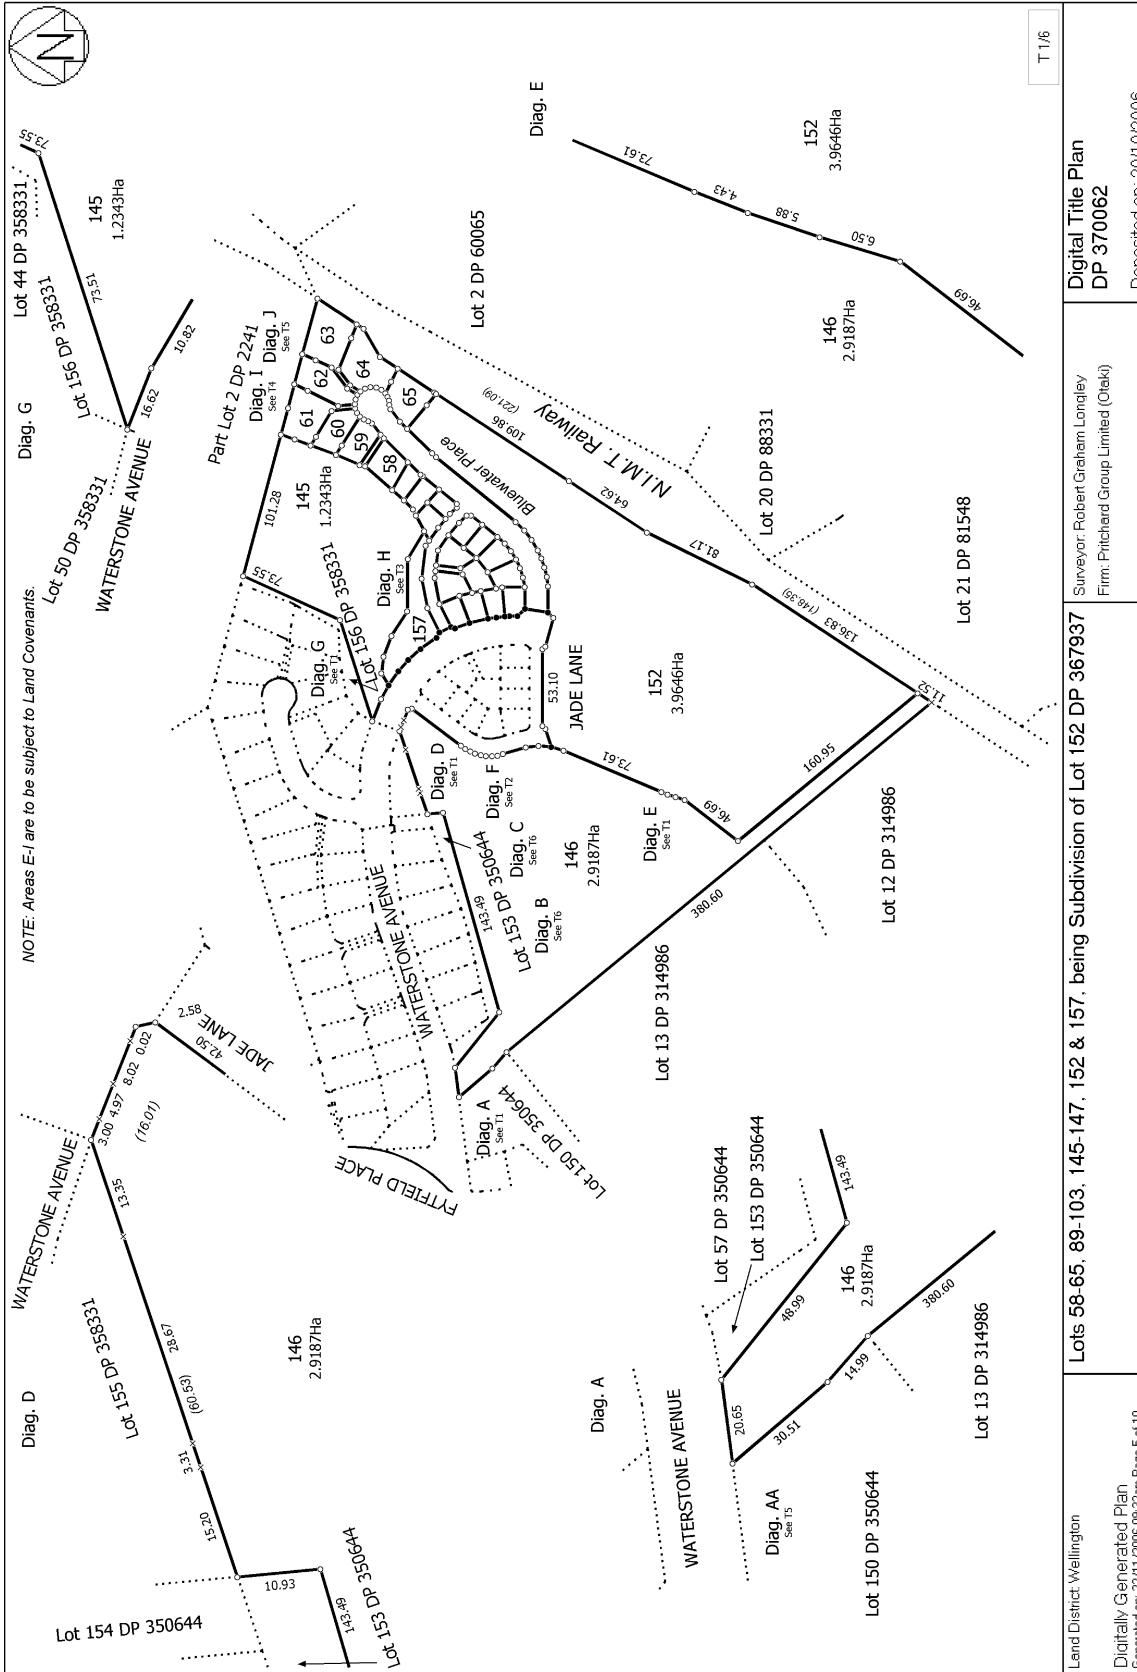 N
NOTE: Areas E-I are to be subject to Land Covenants.
T 1/6
Diag. G
Lot 44 DP 358331
73.55
145
1.2343Ha
Lot 156 DP 358331
73.51
10.82
16.62
Lot 50 DP 358331
WATERSTONE AVENUE
Diag. E
73.61
4.43
5.88
6.50
46.69
152
3.9646Ha
146
2.9187Ha
Part Lot 2 DP 2241
Diag. I
See T4
Diag. J
See T5
Lot 2 DP 60065
63
62
64
61
60
65
59
58
101.28
145
1.2343Ha
73.55
Bluewater Place
109.86
(221.09)
N.I.M.T. Railway
64.62
Lot 20 DP 88331
81.17
(148.35)
136.83
11.52
Lot 21 DP 81548
Lot 156 DP 358331
Diag. H
See T3
157
Diag. G
See T1
JADE LANE
53.10
152
3.9646Ha
Diag. D
See T1
Diag. F
See T2
73.61
160.95
46.69
Diag. E
See T1
Diag. C
See T6
146
2.9187Ha
Diag. B
See T6
143.49
Lot 153 DP 350644
380.60
Lot 12 DP 314986
Lot 13 DP 314986
WATERSTONE AVENUE
Diag. A
See T1
Lot 150 DP 350644
FYTFIELD PLACE
Diag. D
WATERSTONE AVENUE
Lot 155 DP 358331
3.00
4.97
8.02
0.02
(16.01)
2.58
42.50
JADE LANE
13.35
28.67
(60.53)
3.31
15.20
10.93
143.49
146
2.9187Ha
Lot 154 DP 350644
Lot 153 DP 350644
Diag. A
WATERSTONE AVENUE
Lot 57 DP 350644
Lot 153 DP 350644
143.49
48.99
20.65
30.51
14.99
380.60
146
2.9187Ha
Diag. AA
See T5
Lot 150 DP 350644
Lot 13 DP 314986
Land District: Wellington
Digitally Generated Plan
Lots 58-65, 89-103, 145-147, 152 & 157, being Subdivision of Lot 152 DP 367937
Surveyor: Robert Graham Longley
Firm: Pritchard Group Limited (Otaki)
Digital Title Plan
DP 370062
Deposited on: 20/10/2006